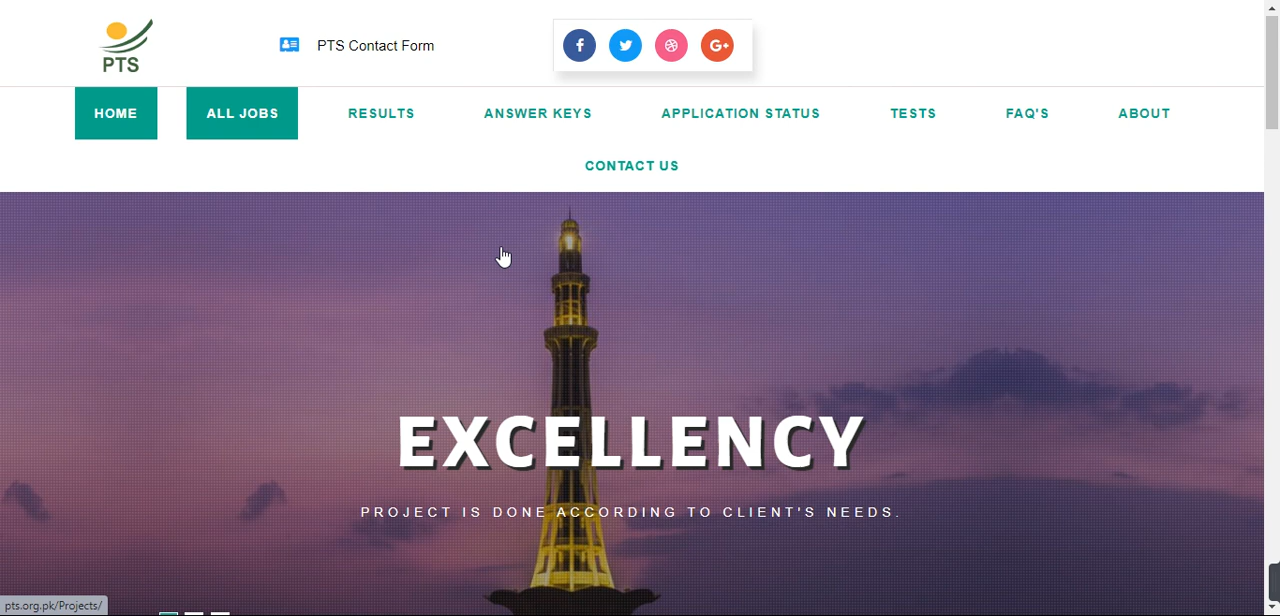 PTS
PTS Contact Form
HOME
ALL JOBS
RESULTS
ANSWER KEYS
APPLICATION STATUS
TESTS
FAQ'S
ABOUT
CONTACT US
EXCELLENCY
PROJECT IS DONE ACCORDING TO CLIENT'S NEEDS.
pts.org.pk/Projects/